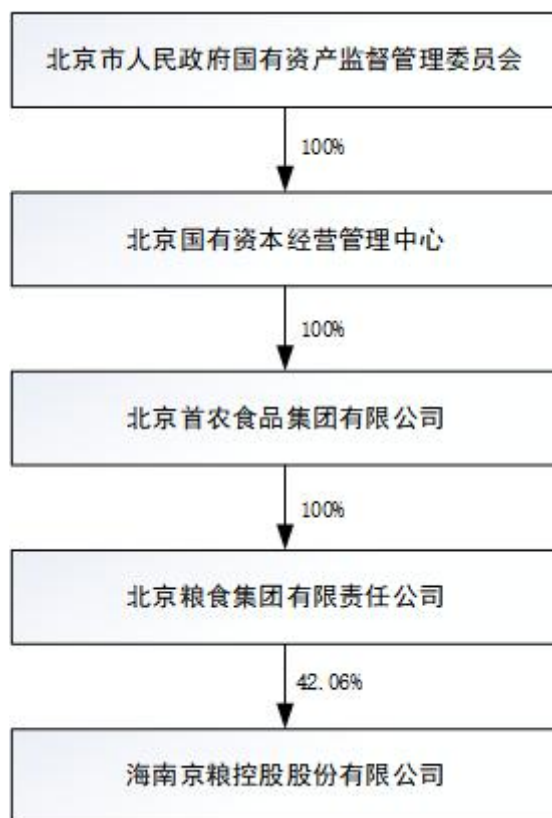 北京市人民政府国有资产监督管理委员会
100%
北京国有资本经营管理中心
100%
北京首农食品集团有限公司
100%
北京粮食集团有限责任公司
42.06%
海南京粮控股股份有限公司